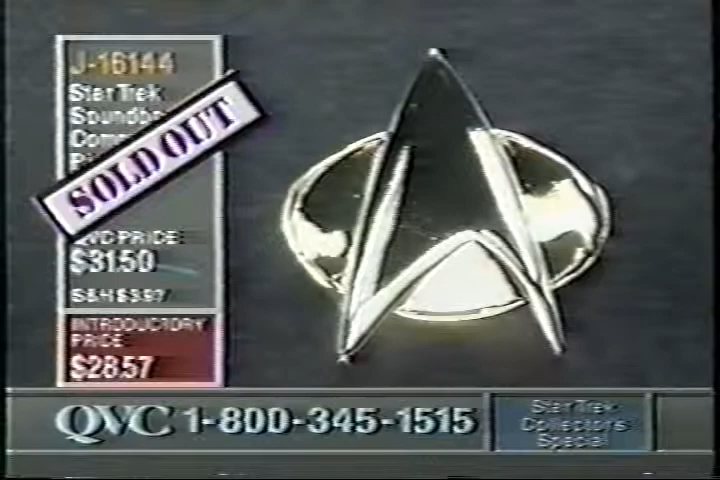 J-16144
Star Trek
SOLD OUT
QVC PRICE:
$31.50
S&H $3.97
INTRODUCTORY
PRICE
$28.57
QVC 1-800-345-1515
Star Trek
Collectors
Special